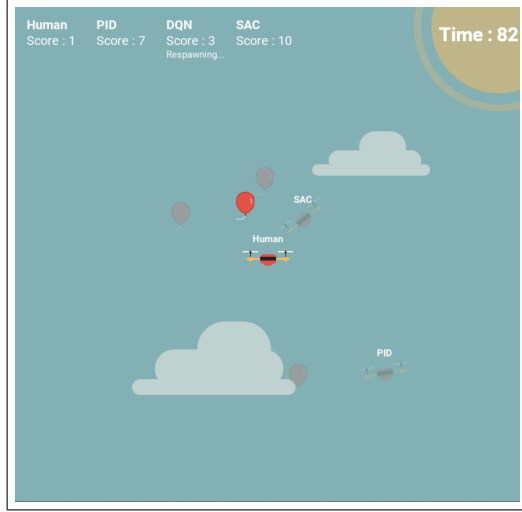 Human PID DQN SAC
Score : 1 Score : 7 Score : 3 Score : 10
Respawning...
Time : 82
SAC
Human
PID